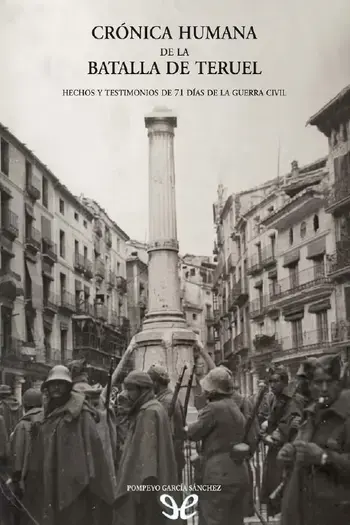 CRÓNICA HUMANA
DE LA
BATALLA DE TERUEL
HECHOS Y TESTIMONIOS DE 71 DÍAS DE LA GUERRA CIVIL
POMPEYO GARCÍA SÁNCHEZ